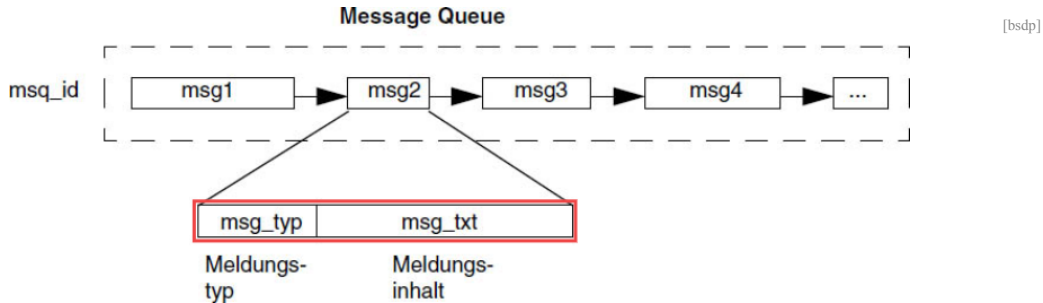 Message Queue
[bsdp]
msq_id
msg1
msg2
msg3
msg4
...
msg_typ
msg_txt
Meldungs-
typ
Meldungs-
inhalt